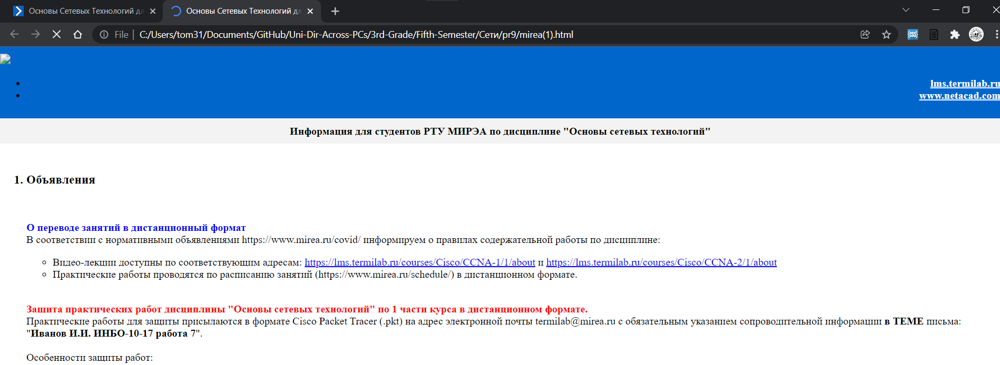 Основы Сетевых Технологий дл
Основы Сетевых Технологий дл
File C:/Users/tom31/Documents/GitHub/Uni-Dir-Across-PCs/3rd-Grade/Fifth-Semester/Сети/pr9/mirea(1).html
lms.termilab.ru
www.netacad.com
Информация для студентов РТУ МИРЭА по дисциплине "Основы сетевых технологий"
1. Объявления
О переводе занятий в дистанционный формат
В соответствии с нормативными объявлениями https://www.mirea.ru/covid/ информируем о правилах содержательной работы по дисциплине:
Видео-лекции доступны по соответствующим адресам: https://lms.termilab.ru/courses/Cisco/CCNA-1/1/about и https://lms.termilab.ru/courses/Cisco/CCNA-2/1/about
Практические работы проводятся по расписанию занятий (https://www.mirea.ru/schedule/) в дистанционном формате.
Защита практических работ дисциплины "Основы сетевых технологий" по 1 части курса в дистанционном формате.
Практические работы для защиты присылаются в формате Cisco Packet Tracer (.pkt) на адрес электронной почты termilab@mirea.ru с обязательным указанием сопроводительной информации в ТЕМЕ письма:
"Иванов И.И. ИНБО-10-17 работа 7".
Особенности защиты работ: